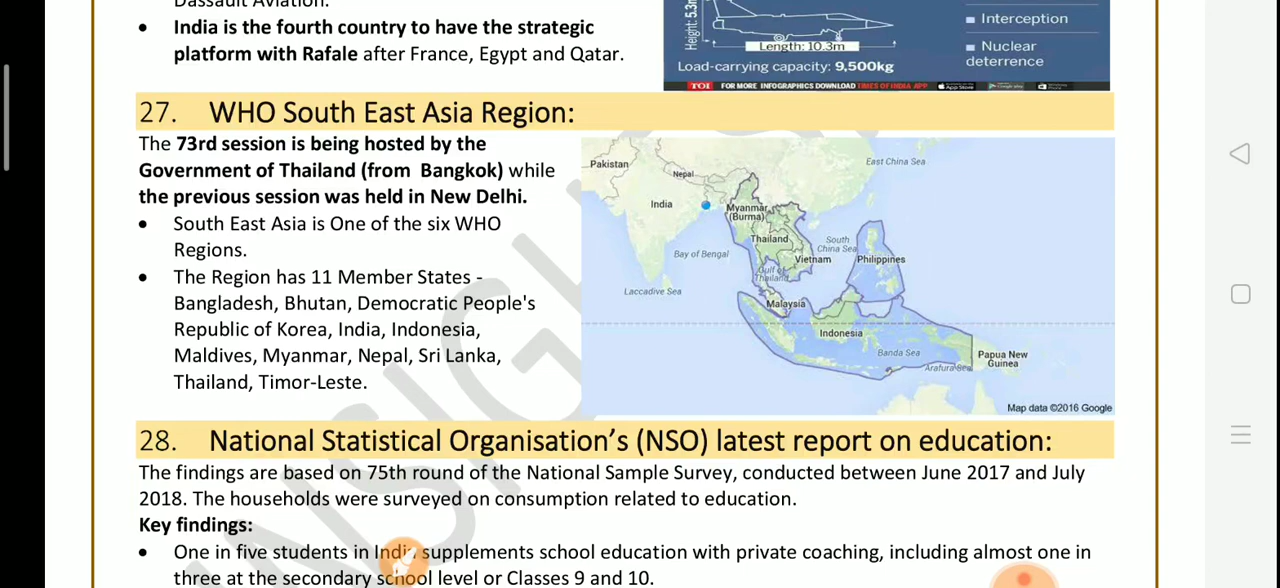 Dassault Aviation.
• India is the fourth country to have the strategic
platform with Rafale after France, Egypt and Qatar.
Height: 5.3m
Length: 10.3m
Load-carrying capacity: 9,500kg
Interception
Nuclear
deterrence
TOI FOR MORE INFOGRAPHICS DOWNLOAD TIMES OF INDIA APP
27. WHO South East Asia Region:
The 73rd session is being hosted by the
Government of Thailand (from Bangkok) while
the previous session was held in New Delhi.
• South East Asia is One of the six WHO
Regions.
• The Region has 11 Member States -
Bangladesh, Bhutan, Democratic People's
Republic of Korea, India, Indonesia,
Maldives, Myanmar, Nepal, Sri Lanka,
Thailand, Timor-Leste.
Pakistan
East China Sea
Nepal
India
Myanmar
(Burma)
Thailand
South
China Sea
Bay of Bengal
Vietnam
Philippines
Gulf of
Thailand
Laccadive Sea
Malaysia
Indonesia
Banda Sea
Papua New
Guinea
Arafura Sea
Map data ©2016 Google
28. National Statistical Organisation’s (NSO) latest report on education:
The findings are based on 75th round of the National Sample Survey, conducted between June 2017 and July
2018. The households were surveyed on consumption related to education.
Key findings:
• One in five students in India supplements school education with private coaching, including almost one in
three at the secondary school level or Classes 9 and 10.